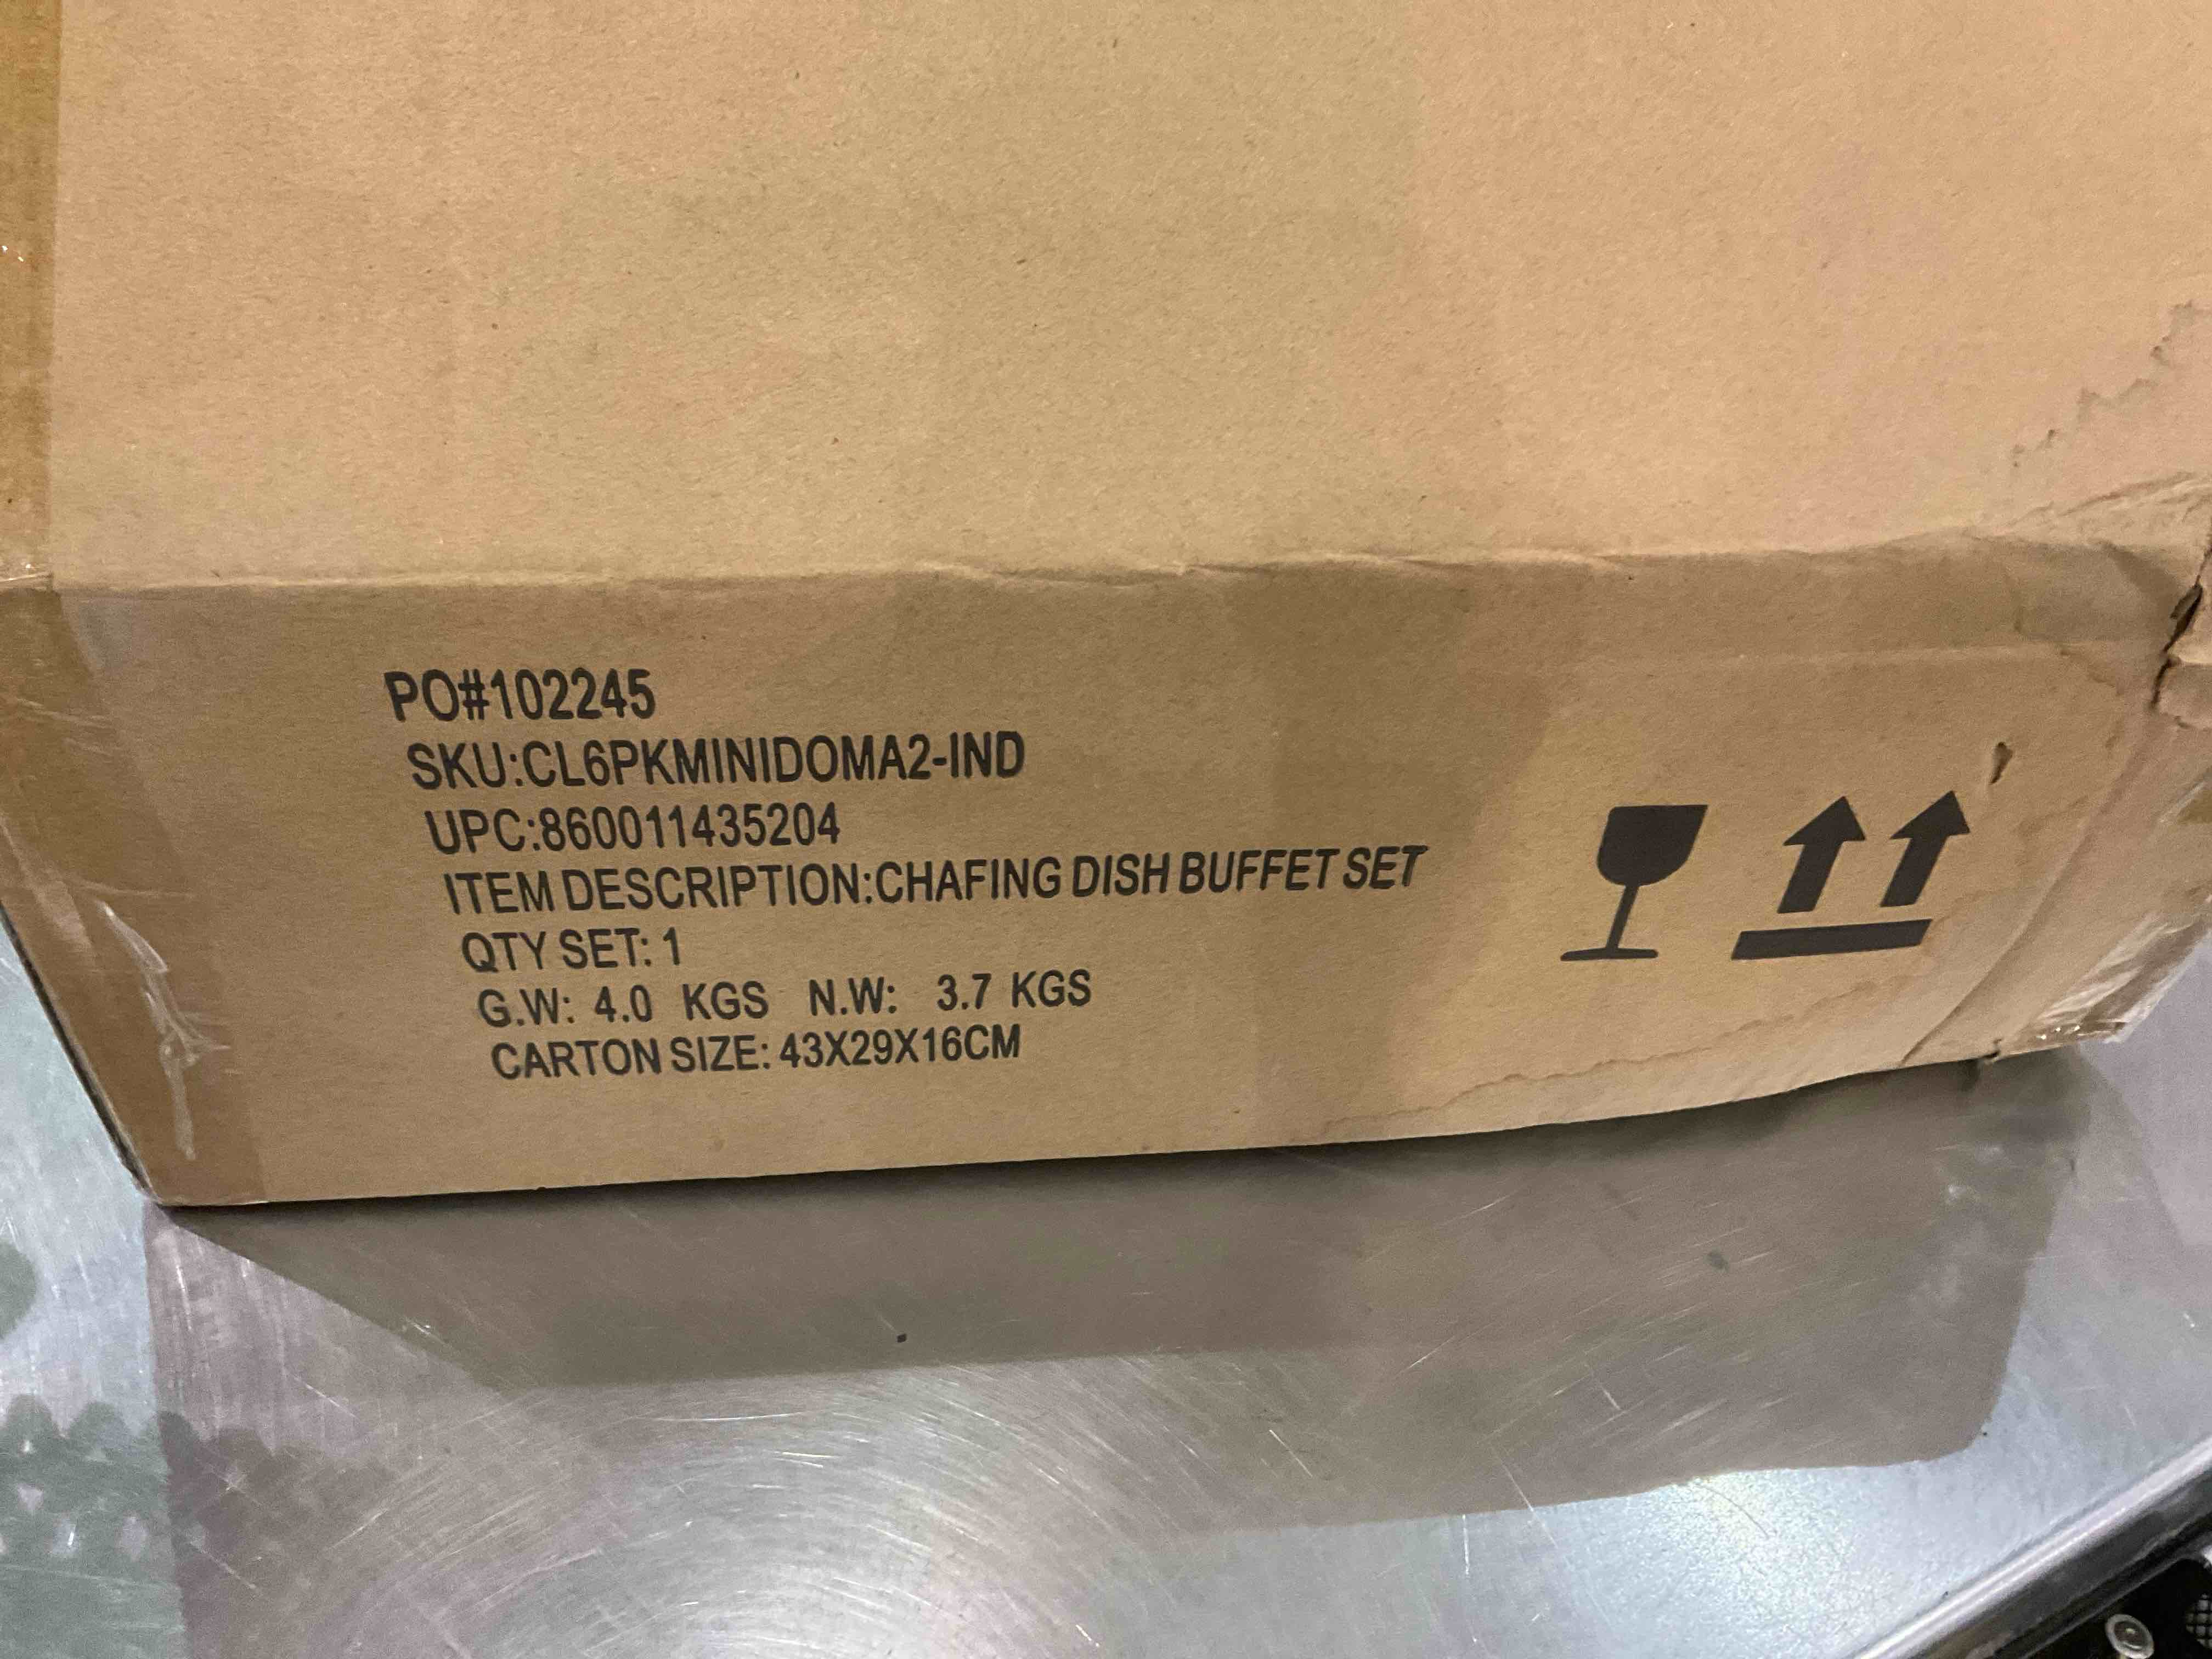 PO#102245
SKU:CL6PKMINIDOMA2-IND
UPC:860011435204
ITEM DESCRIPTION:CHAFING DISH BUFFET SET
QTY SET: 1
G.W: 4.0 KGS N.W: 3.7 KGS
CARTON SIZE: 43X29X16CM